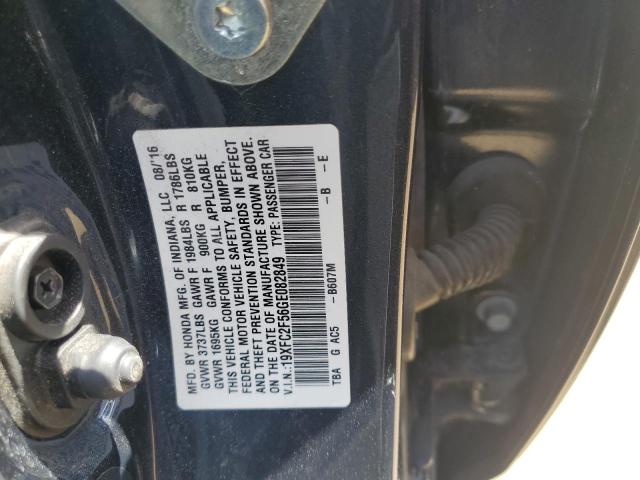 MFD. BY HONDA MFG. OF INDIANA, LLC 08/'16
GVWR 3737LBS GAWR F 1984LBS R 1786LBS
GVWR 1695KG GAWR F 900KG R 810KG
THIS VEHICLE CONFORMS TO ALL APPLICABLE
FEDERAL MOTOR VEHICLE SAFETY, BUMPER,
AND THEFT PREVENTION STANDARDS IN EFFECT
ON THE DATE OF MANUFACTURE SHOWN ABOVE.
V.I.N.:19XFC2F56GE082849 TYPE: PASSENGER CAR
TBA G AC5 -B607M -B -E